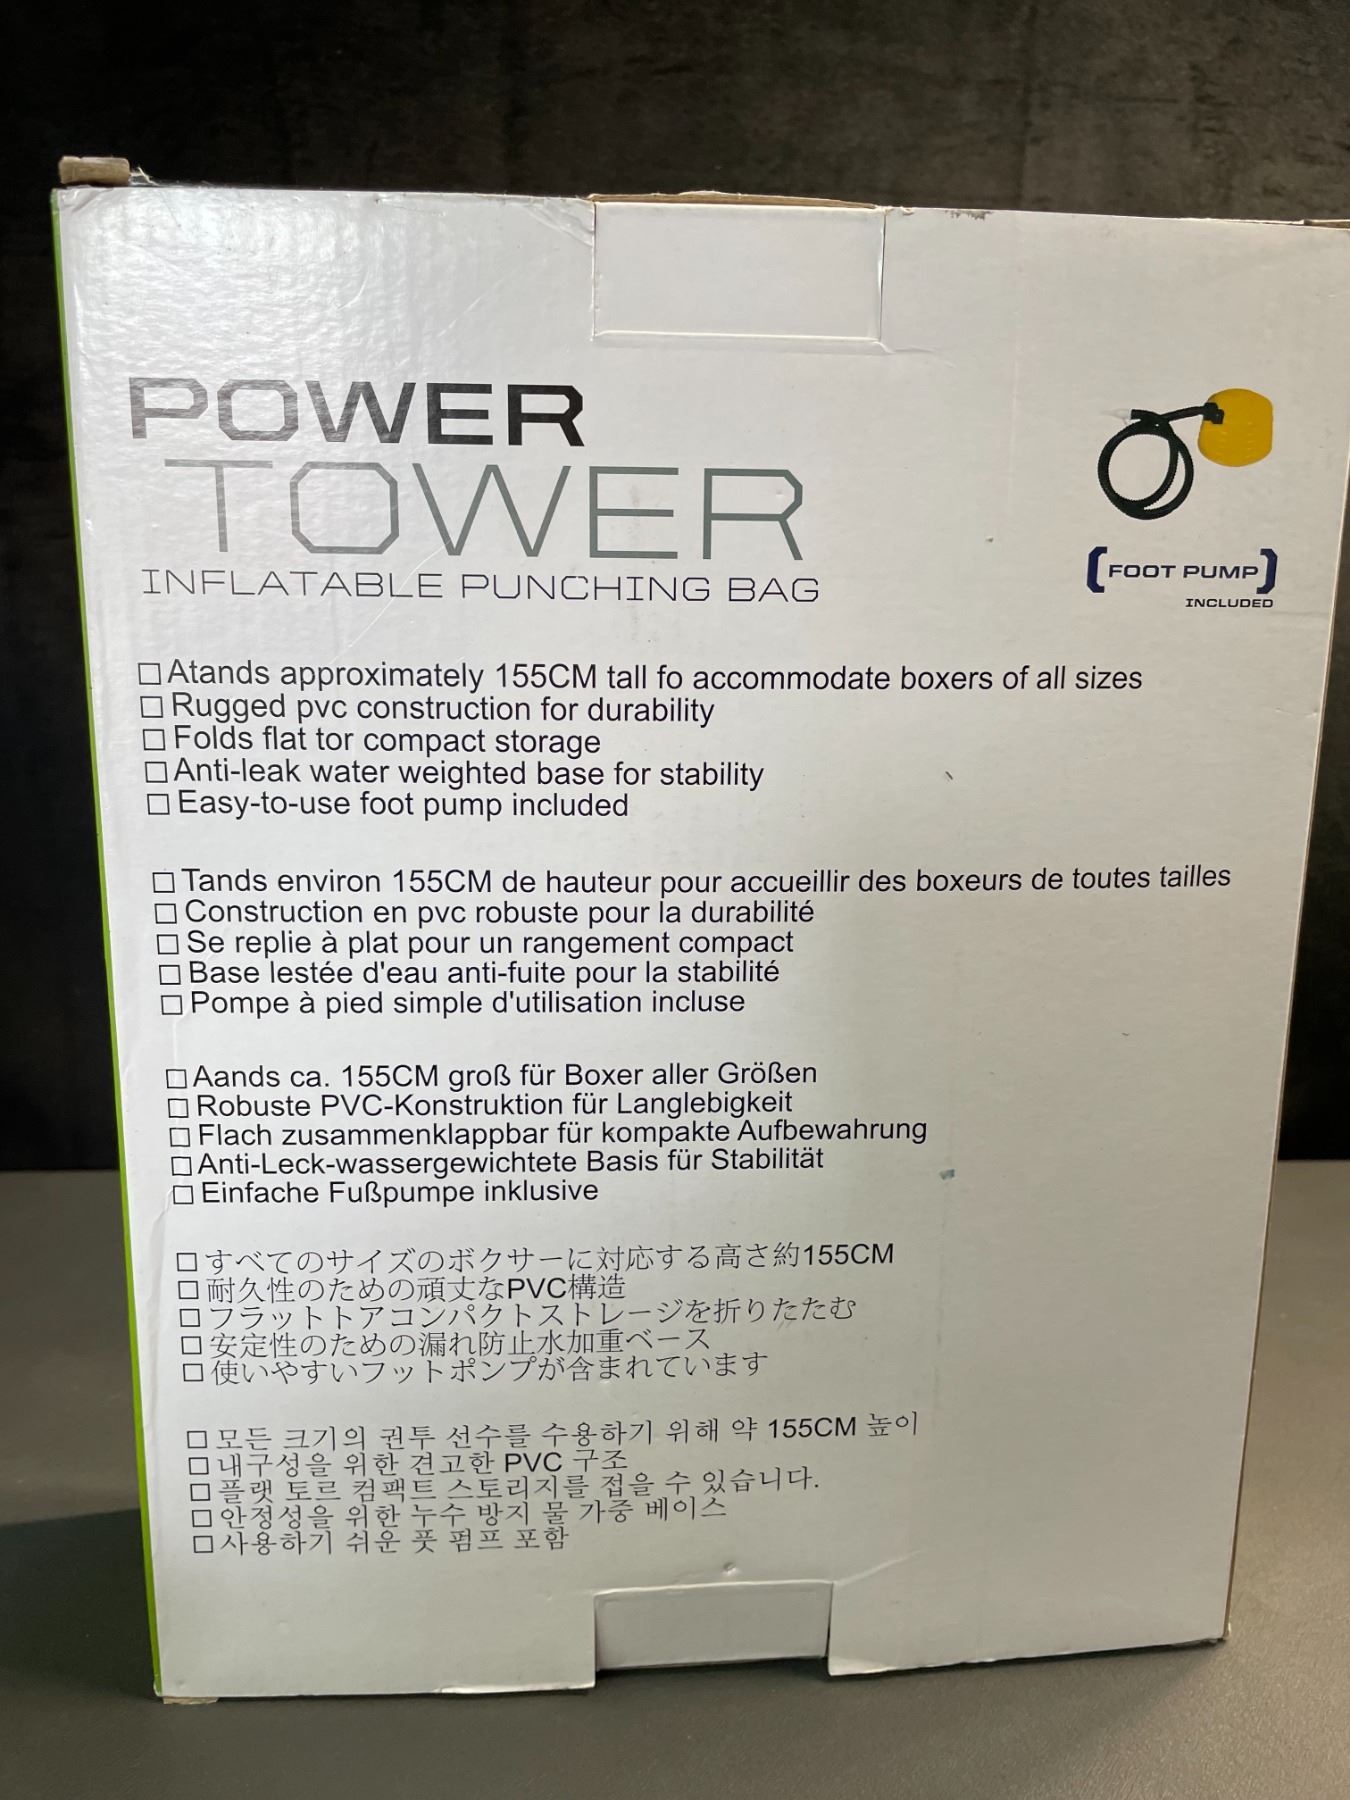 POWER
TOWER
INFLATABLE PUNCHING BAG
[FOOT PUMP]
INCLUDED
□ Atands approximately 155CM tall fo accommodate boxers of all sizes
□ Rugged pvc construction for durability
□ Folds flat tor compact storage
□ Anti-leak water weighted base for stability
□ Easy-to-use foot pump included
□ Tands environ 155CM de hauteur pour accueillir des boxeurs de toutes tailles
□ Construction en pvc robuste pour la durabilité
□ Se replie à plat pour un rangement compact
□ Base lestée d'eau anti-fuite pour la stabilité
□ Pompe à pied simple d'utilisation incluse
□ Aands ca. 155CM groß für Boxer aller Größen
□ Robuste PVC-Konstruktion für Langlebigkeit
□ Flach zusammenklappbar für kompakte Aufbewahrung
□ Anti-Leck-wassergewichtete Basis für Stabilität
□ Einfache Fußpumpe inklusive
□ すべてのサイズのボクサーに対応する高さ約155CM
□ 耐久性のための頑丈なPVC構造
□ フラットトアコンパクトストレージを折りたたむ
□ 安定性のための漏れ防止水加重ベース
□ 使いやすいフットポンプが含まれています
□ 모든 크기의 권투 선수를 수용하기 위해 약 155CM 높이
□ 내구성을 위한 견고한 PVC 구조
□ 플랫 토르 컴팩트 스토리지를 접을 수 있습니다.
□ 안정성을 위한 누수 방지 물 가중 베이스
□ 사용하기 쉬운 풋 펌프 포함